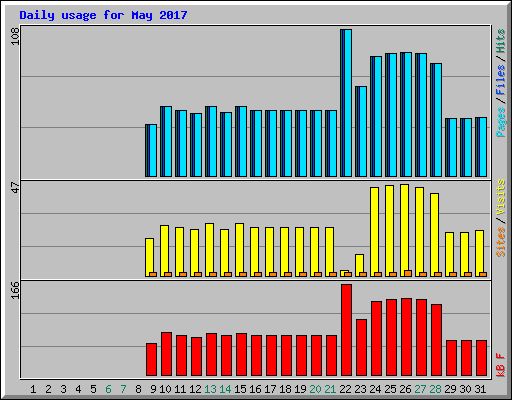 Daily usage for May 2017
108
Pages/Files/Hits
47
Sites/Visits
166
kB F
1 2 3 4 5 6 7 8 9 10 11 12 13 14 15 16 17 18 19 20 21 22 23 24 25 26 27 28 29 30 31